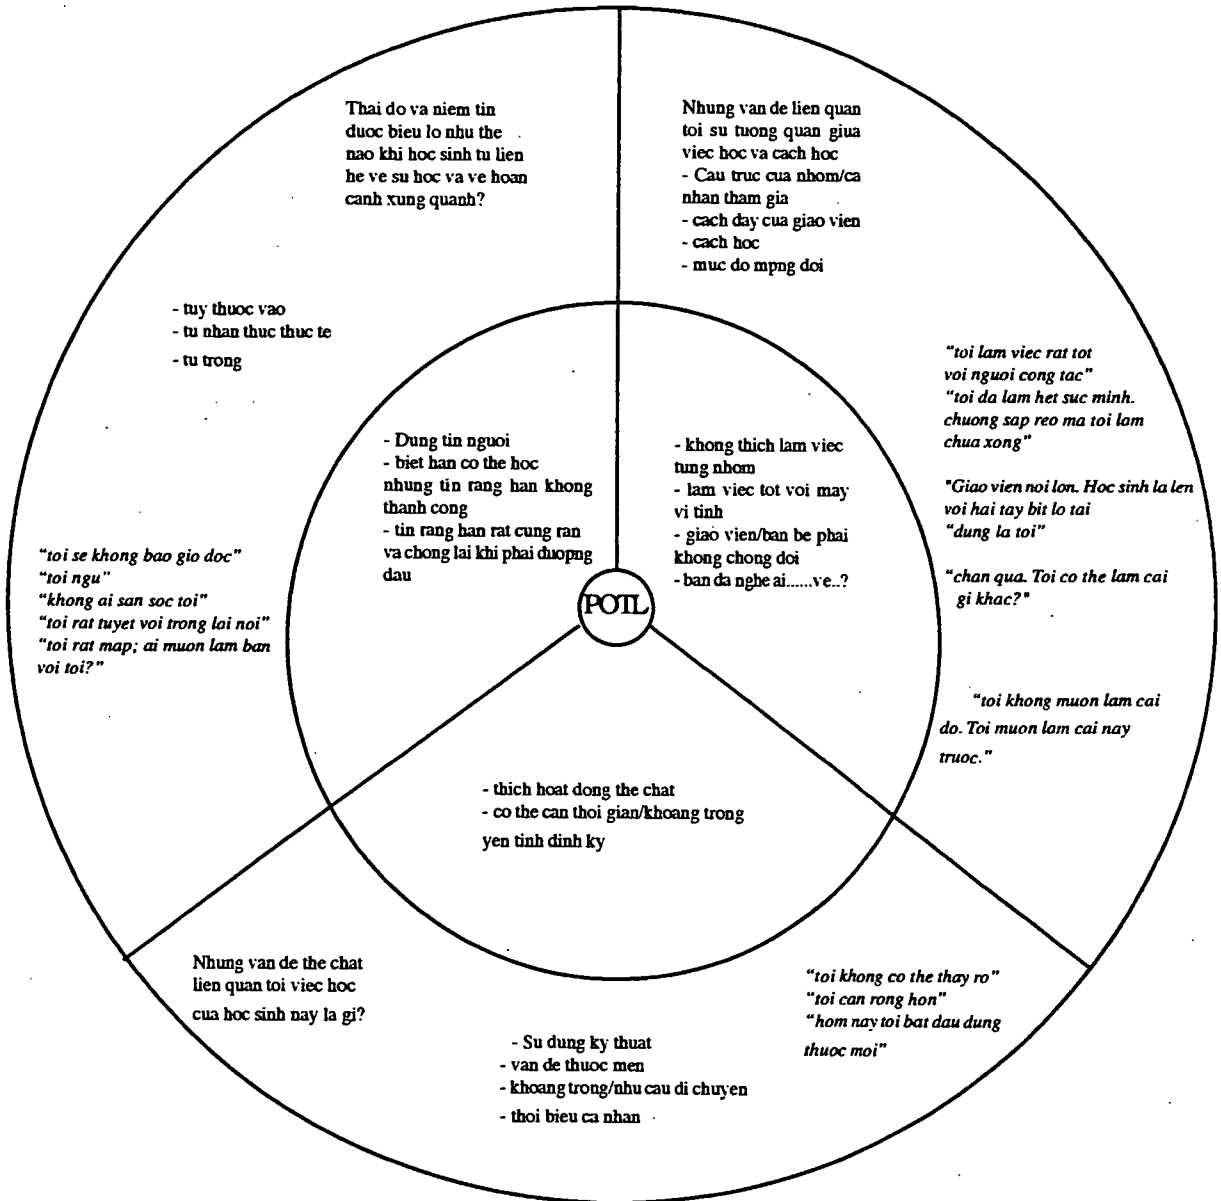 Thai do va niem tin
duoc bieu lo nhu the
nao khi hoc sinh tu lien
he ve su hoc va ve hoan
canh xung quanh?
- tuy thuoc vao
- tu nhan thuc thuc te
- tu trong
"toi se khong bao gio doc"
"toi ngu"
"khong ai san soc toi"
"toi rat tuyet voi trong lai noi"
"toi rat map; ai muon lam ban
voi toi?"
- Dung tin nguoi
- biet han co the hoc
nhung tin rang han khong
thanh cong
- tin rang han rat cung ran
va chong lai khi phai duopng
dau
Nhung van de lien quan
toi su tuong quan giua
viec hoc va cach hoc
- Cau truc cua nhom/ca
nhan tham gia
- cach day cua giao vien
- cach hoc
- muc do mpng doi
"toi lam viec rat tot
voi nguoi cong tac"
"toi da lam het suc minh.
chuong sap reo ma toi lam
chua xong"
"Giao vien noi lon. Hoc sinh la len
voi hai tay bit lo tai
"dung la toi"
"chan qua. Toi co the lam cai
gi khac?"
"toi khong muon lam cai
do. Toi muon lam cai nay
truoc."
- khong thich lam viec
tung nhom
- lam viec tot voi may
vi tinh
- giao vien/ban be phai
khong chong doi
- ban da nghe ai......ve..?
POTL
- thich hoat dong the chat
- co the can thoi gian/khoang trong
yen tinh dinh ky
Nhung van de the chat
lien quan toi viec hoc
cua hoc sinh nay la gi?
- Su dung ky thuat
- van de thuoc men
- khoang trong/nhu cau di chuyen
- thoi bieu ca nhan
"toi khong co the thay ro"
"toi can rong hon"
"hom nay toi bat dau dung
thuoc moi"